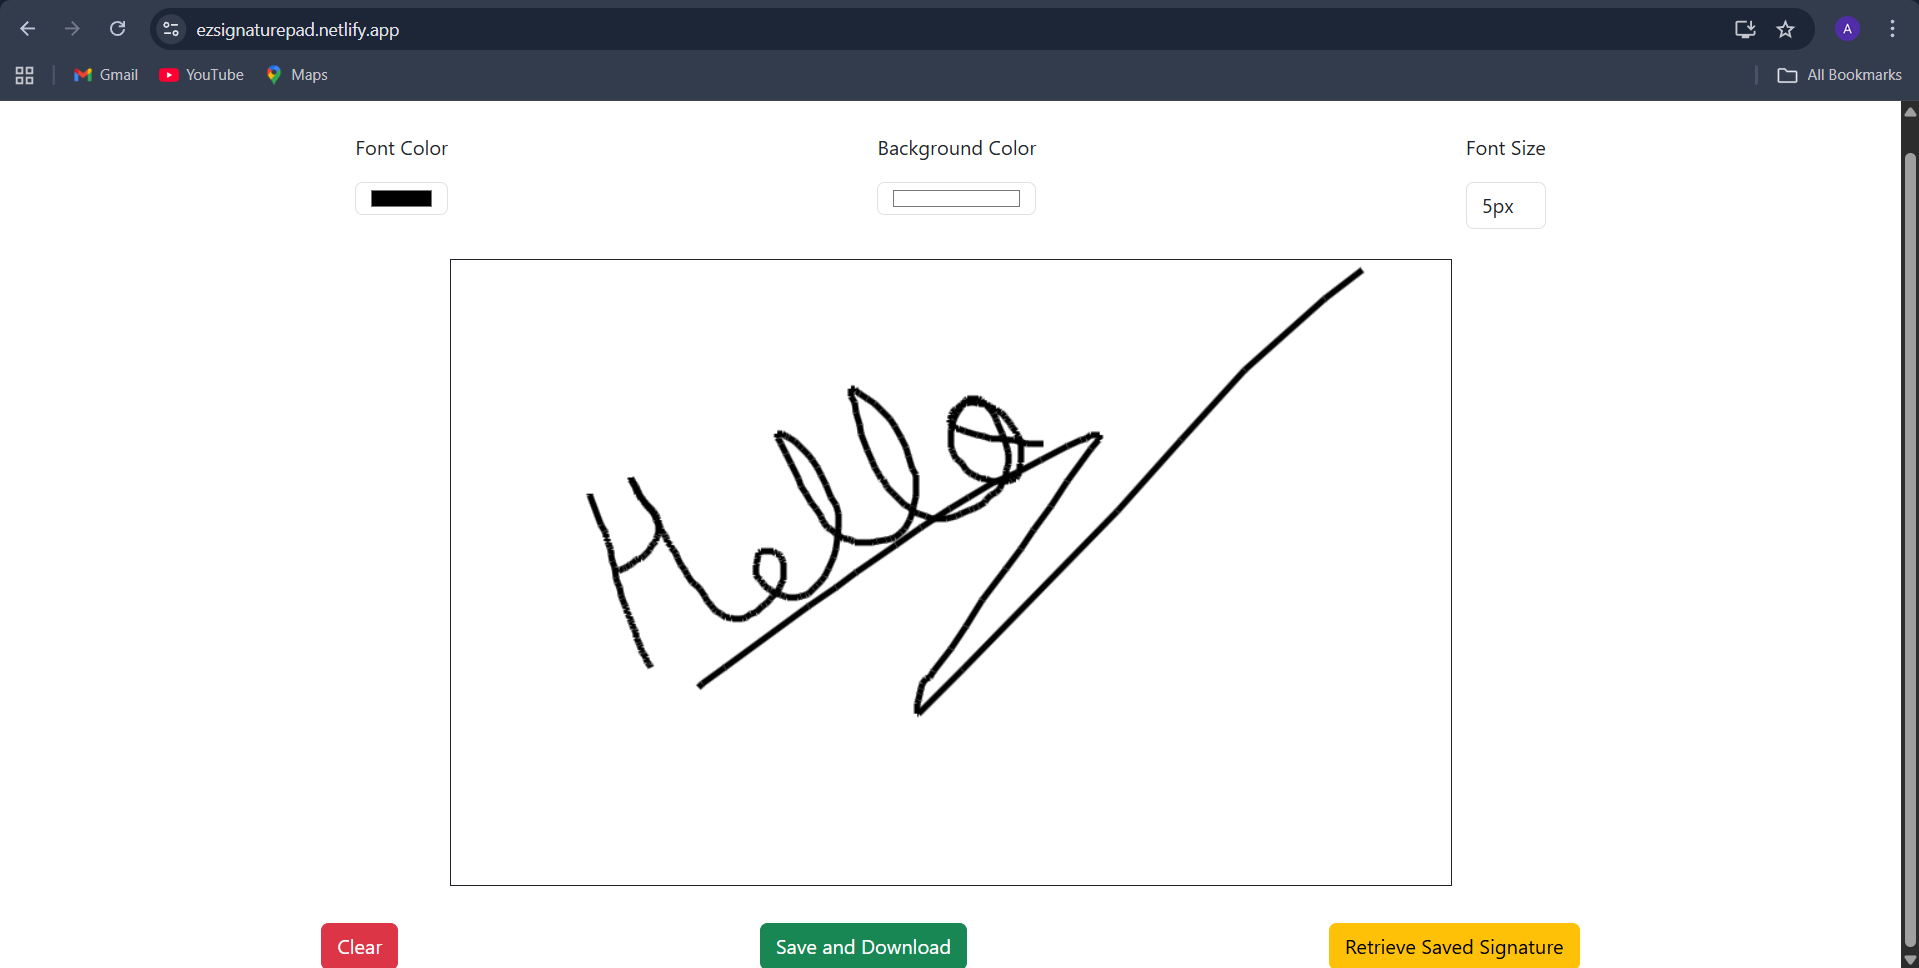 ezsignaturepad.netlify.app
A
Gmail YouTube Maps All Bookmarks
Font Color Background Color Font Size
5px
Hello
Clear Save and Download Retrieve Saved Signature